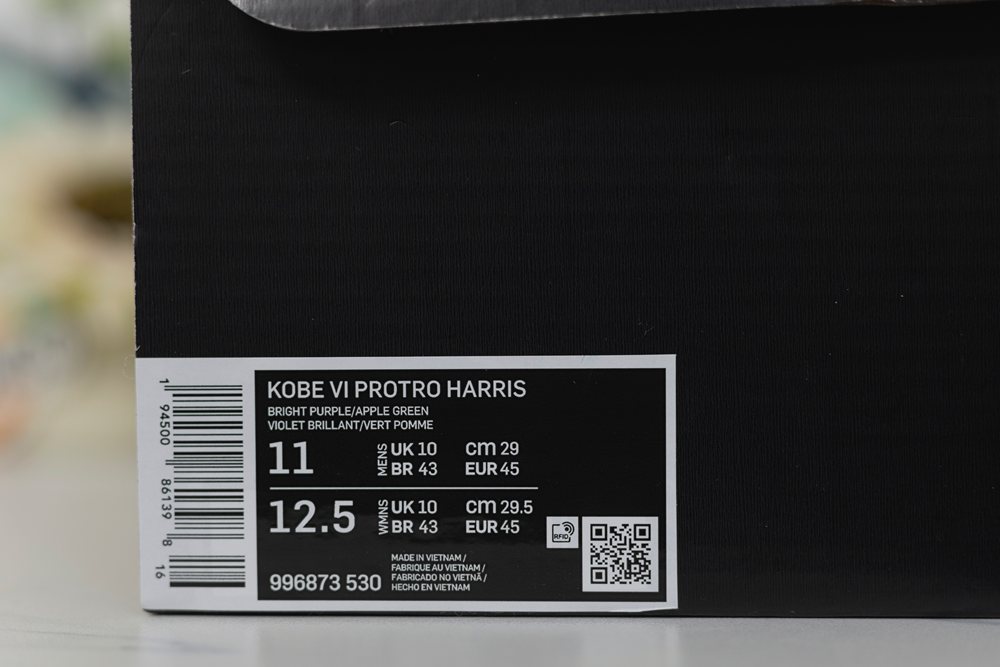 1 94500 86139 8 16
KOBE VI PROTRO HARRIS
BRIGHT PURPLE/APPLE GREEN
VIOLET BRILLANT/VERT POMME
11 MENS UK 10 cm 29
BR 43 EUR 45
12.5 WMNS UK 10 cm 29.5
BR 43 EUR 45
RFID
996873 530
MADE IN VIETNAM /
FABRIQUE AU VIETNAM /
FABRICADO NO VIETNÃ /
HECHO EN VIETNAM